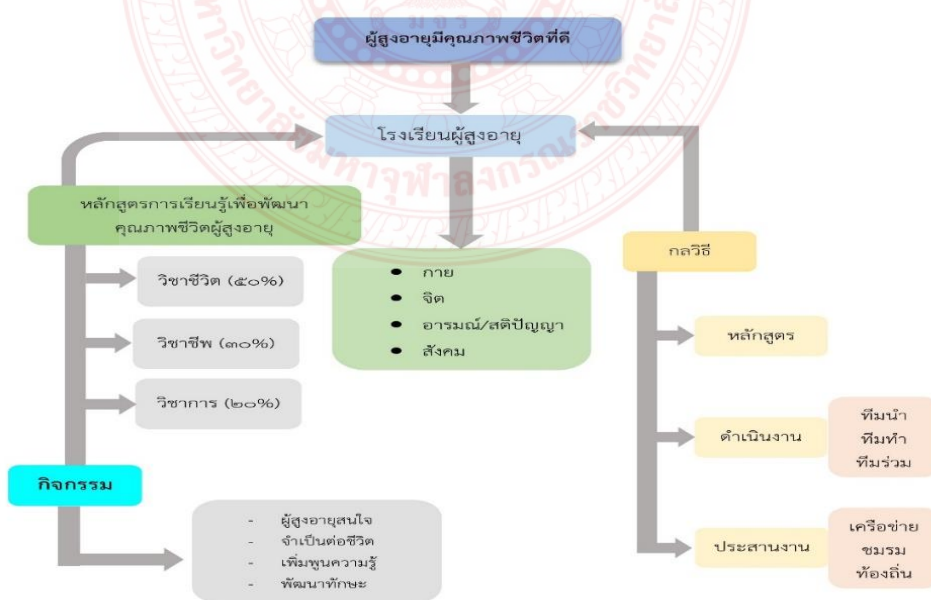 ผู้สูงอายุมีคุณภาพชีวิตที่ดี
โรงเรียนผู้สูงอายุ
หลักสูตรการเรียนรู้เพื่อพัฒนา
คุณภาพชีวิตผู้สูงอายุ
วิชาชีวิต (๕๐%)
วิชาชีพ (๓๐%)
วิชาการ (๒๐%)
กิจกรรม
- ผู้สูงอายุสนใจ
- จำเป็นต่อชีวิต
- เพิ่มพูนความรู้
- พัฒนาทักษะ
● กาย
● จิต
● อารมณ์/สติปัญญา
● สังคม
กลวิธี
หลักสูตร
ดำเนินงาน
ทีมนำ
ทีมทำ
ทีมร่วม
ประสานงาน
เครือข่าย
ชมรม
ท้องถิ่น